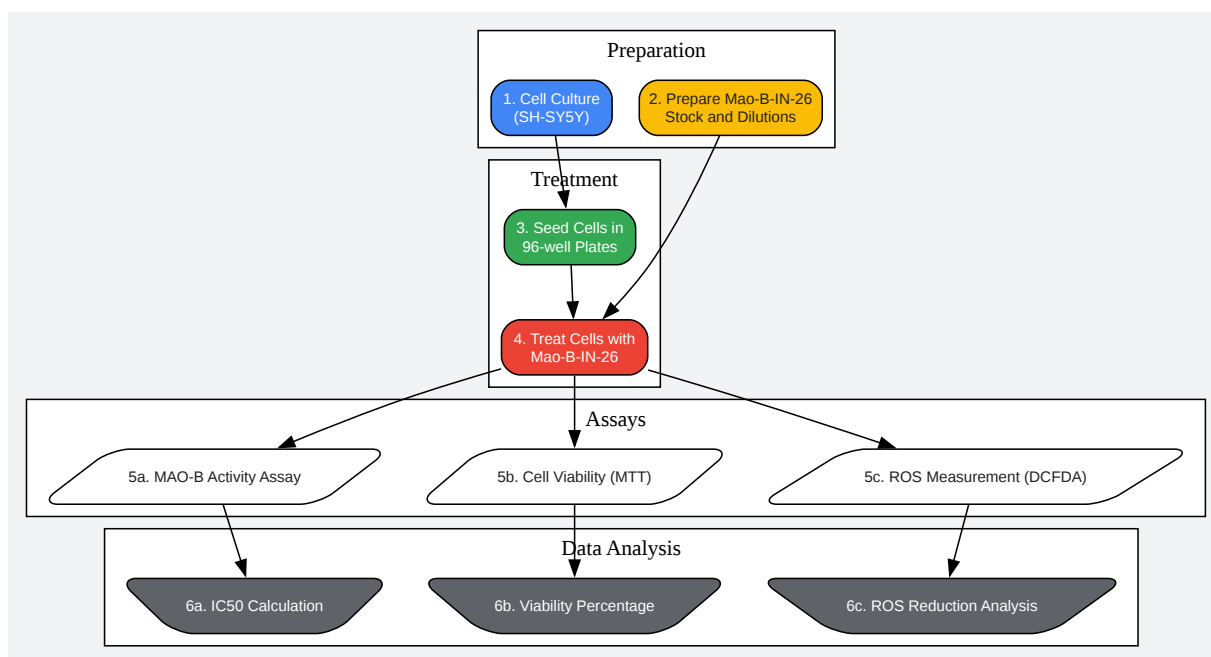 Preparation
1. Cell Culture
(SH-SY5Y)
2. Prepare Mao-B-IN-26
Stock and Dilutions
Treatment
3. Seed Cells in
96-well Plates
4. Treat Cells with
Mao-B-IN-26
Assays
5a. MAO-B Activity Assay
5b. Cell Viability (MTT)
5c. ROS Measurement (DCFDA)
Data Analysis
6a. IC50 Calculation
6b. Viability Percentage
6c. ROS Reduction Analysis